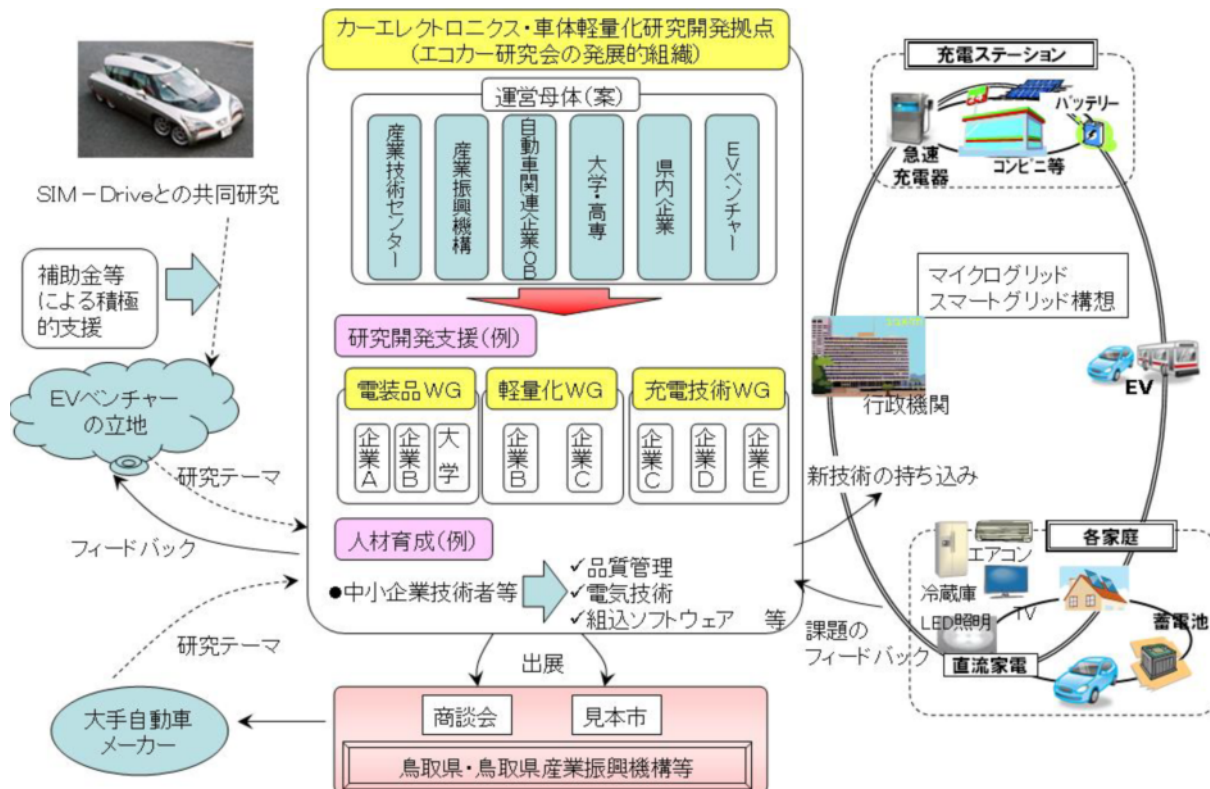 カーエレクトロニクス・車体軽量化研究開発拠点
(エコカー研究会の発展的組織)
運営母体(案)
産業技術センター
産業振興機構
自動車関連企業OB
大学・高専
県内企業
EVベンチャー
研究開発支援(例)
電装品WG
企業A
企業B
大学
軽量化WG
企業B
企業C
充電技術WG
企業C
企業D
企業E
人材育成(例)
●中小企業技術者等
✓品質管理
✓電気技術
✓組込ソフトウェア 等
SIM-Driveとの共同研究
補助金等
による積極
的支援
EVベンチャー
の立地
研究テーマ
フィードバック
研究テーマ
大手自動車
メーカー
出展
商談会
見本市
鳥取県・鳥取県産業振興機構等
充電ステーション
急速
充電器
コンビニ等
バッテリー
マイクログリッド
スマートグリッド構想
行政機関
EV
新技術の持ち込み
課題の
フィードバック
各家庭
エアコン
冷蔵庫
TV
LED照明
蓄電池
直流家電